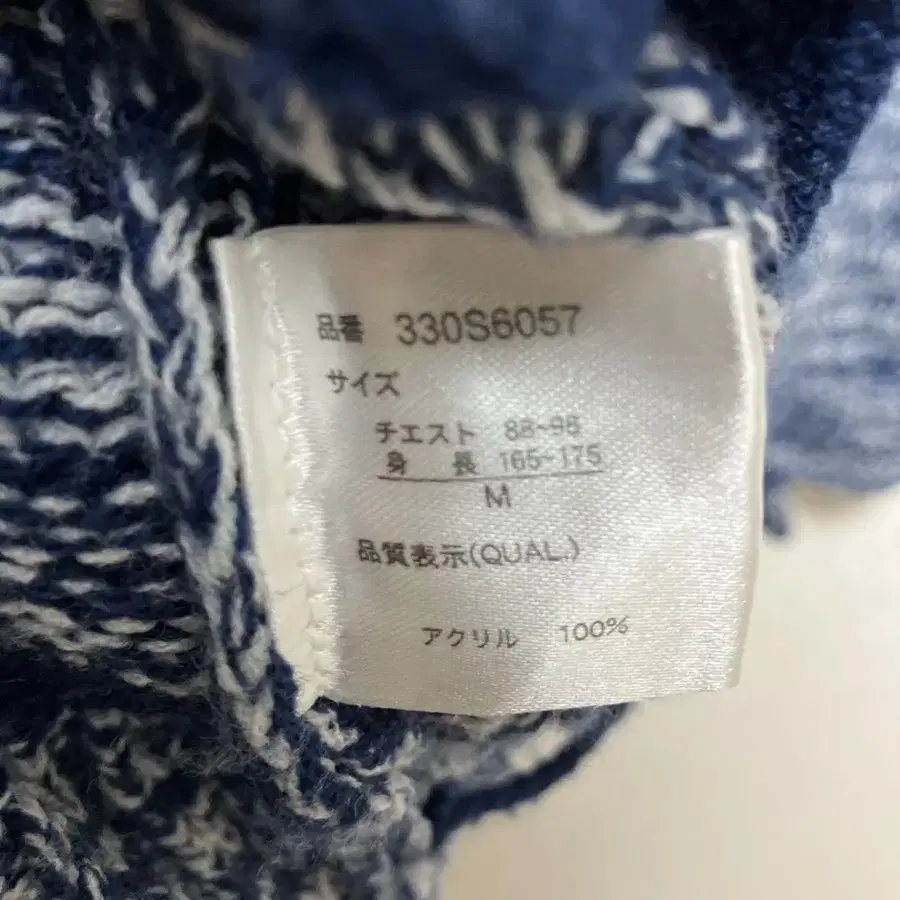 品番 330S6057
サイズ
チェスト 88~96
身長 165~175
M
品質表示(QUAL.)
アクリル 100%